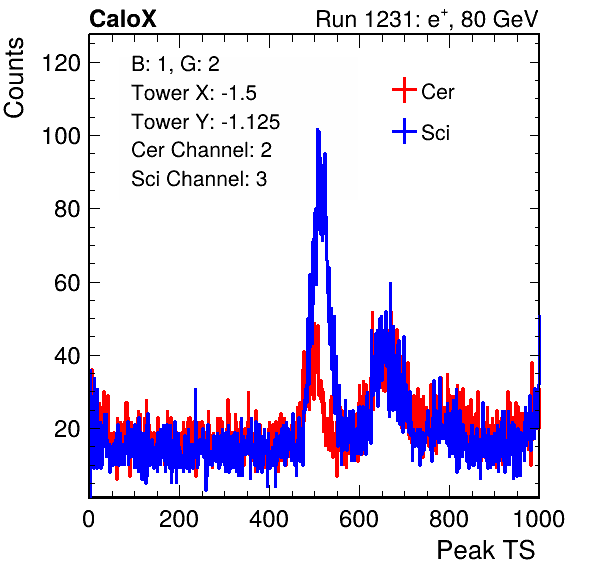 CaloX Run 1231: e+, 80 GeV
Counts
B: 1, G: 2
Tower X: -1.5
Tower Y: -1.125
Cer Channel: 2
Sci Channel: 3
Cer
Sci
120
100
80
60
40
20
0 200 400 600 800 1000
Peak TS